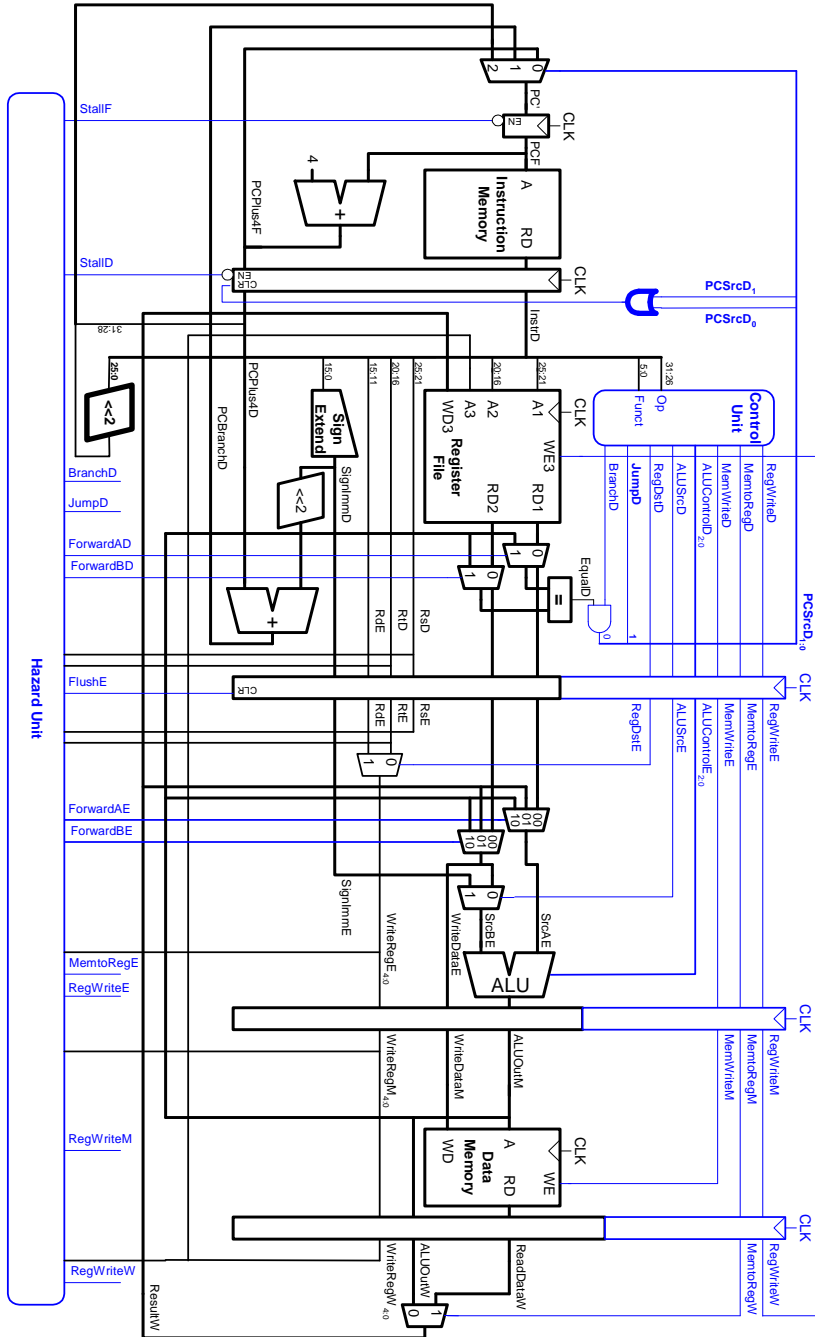 CLK
CLK
CLK
CLK
CLK
CLK
CLK
PCSrcD1
PCSrcD0
PCSrcD1:0
0
1
2
PC'
EN
PCF
A
RD
Instruction
Memory
4
+
PCPlus4F
StallF
StallD
EN
CLR
InstrD
31:26
5:0
Op
Funct
Control
Unit
RegWriteD
MemtoRegD
MemWriteD
ALUControlD2:0
ALUSrcD
RegDstD
JumpD
BranchD
25:21
20:16
A1
A2
A3
WD3
WE3
RD1
RD2
Register
File
25:21
20:16
15:11
15:0
Sign
Extend
SignImmD
<<2
+
PCPlus4D
PCBranchD
31:28
25:0
<<2
BranchD
JumpD
ForwardAD
ForwardBD
0
1
0
1
=
EqualD
0
1
RsD
RtD
RdE
FlushE
CLR
RegWriteE
MemtoRegE
MemWriteE
ALUControlE2:0
ALUSrcE
RegDstE
RsE
RtE
RdE
0
1
00
01
10
00
01
10
0
1
ForwardAE
ForwardBE
SignImmE
SrcAE
SrcBE
ALU
WriteDataE
WriteRegE4:0
MemtoRegE
RegWriteE
RegWriteM
MemtoRegM
MemWriteM
ALUOutM
WriteDataM
WriteRegM4:0
A
RD
WD
WE
Data
Memory
RegWriteM
RegWriteW
MemtoRegW
ReadDataW
ALUOutW
WriteRegW4:0
1
0
RegWriteW
ResultW
Hazard Unit